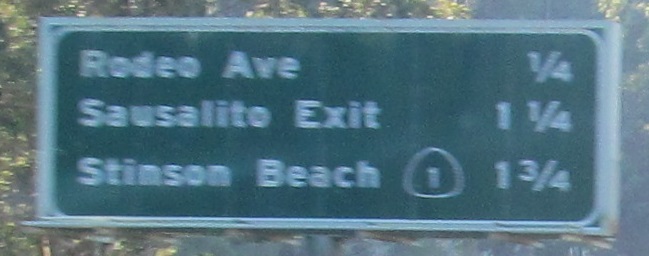 Rodeo Ave 1/4
Sausalito Exit 1 1/4
Stinson Beach 1 1 3/4